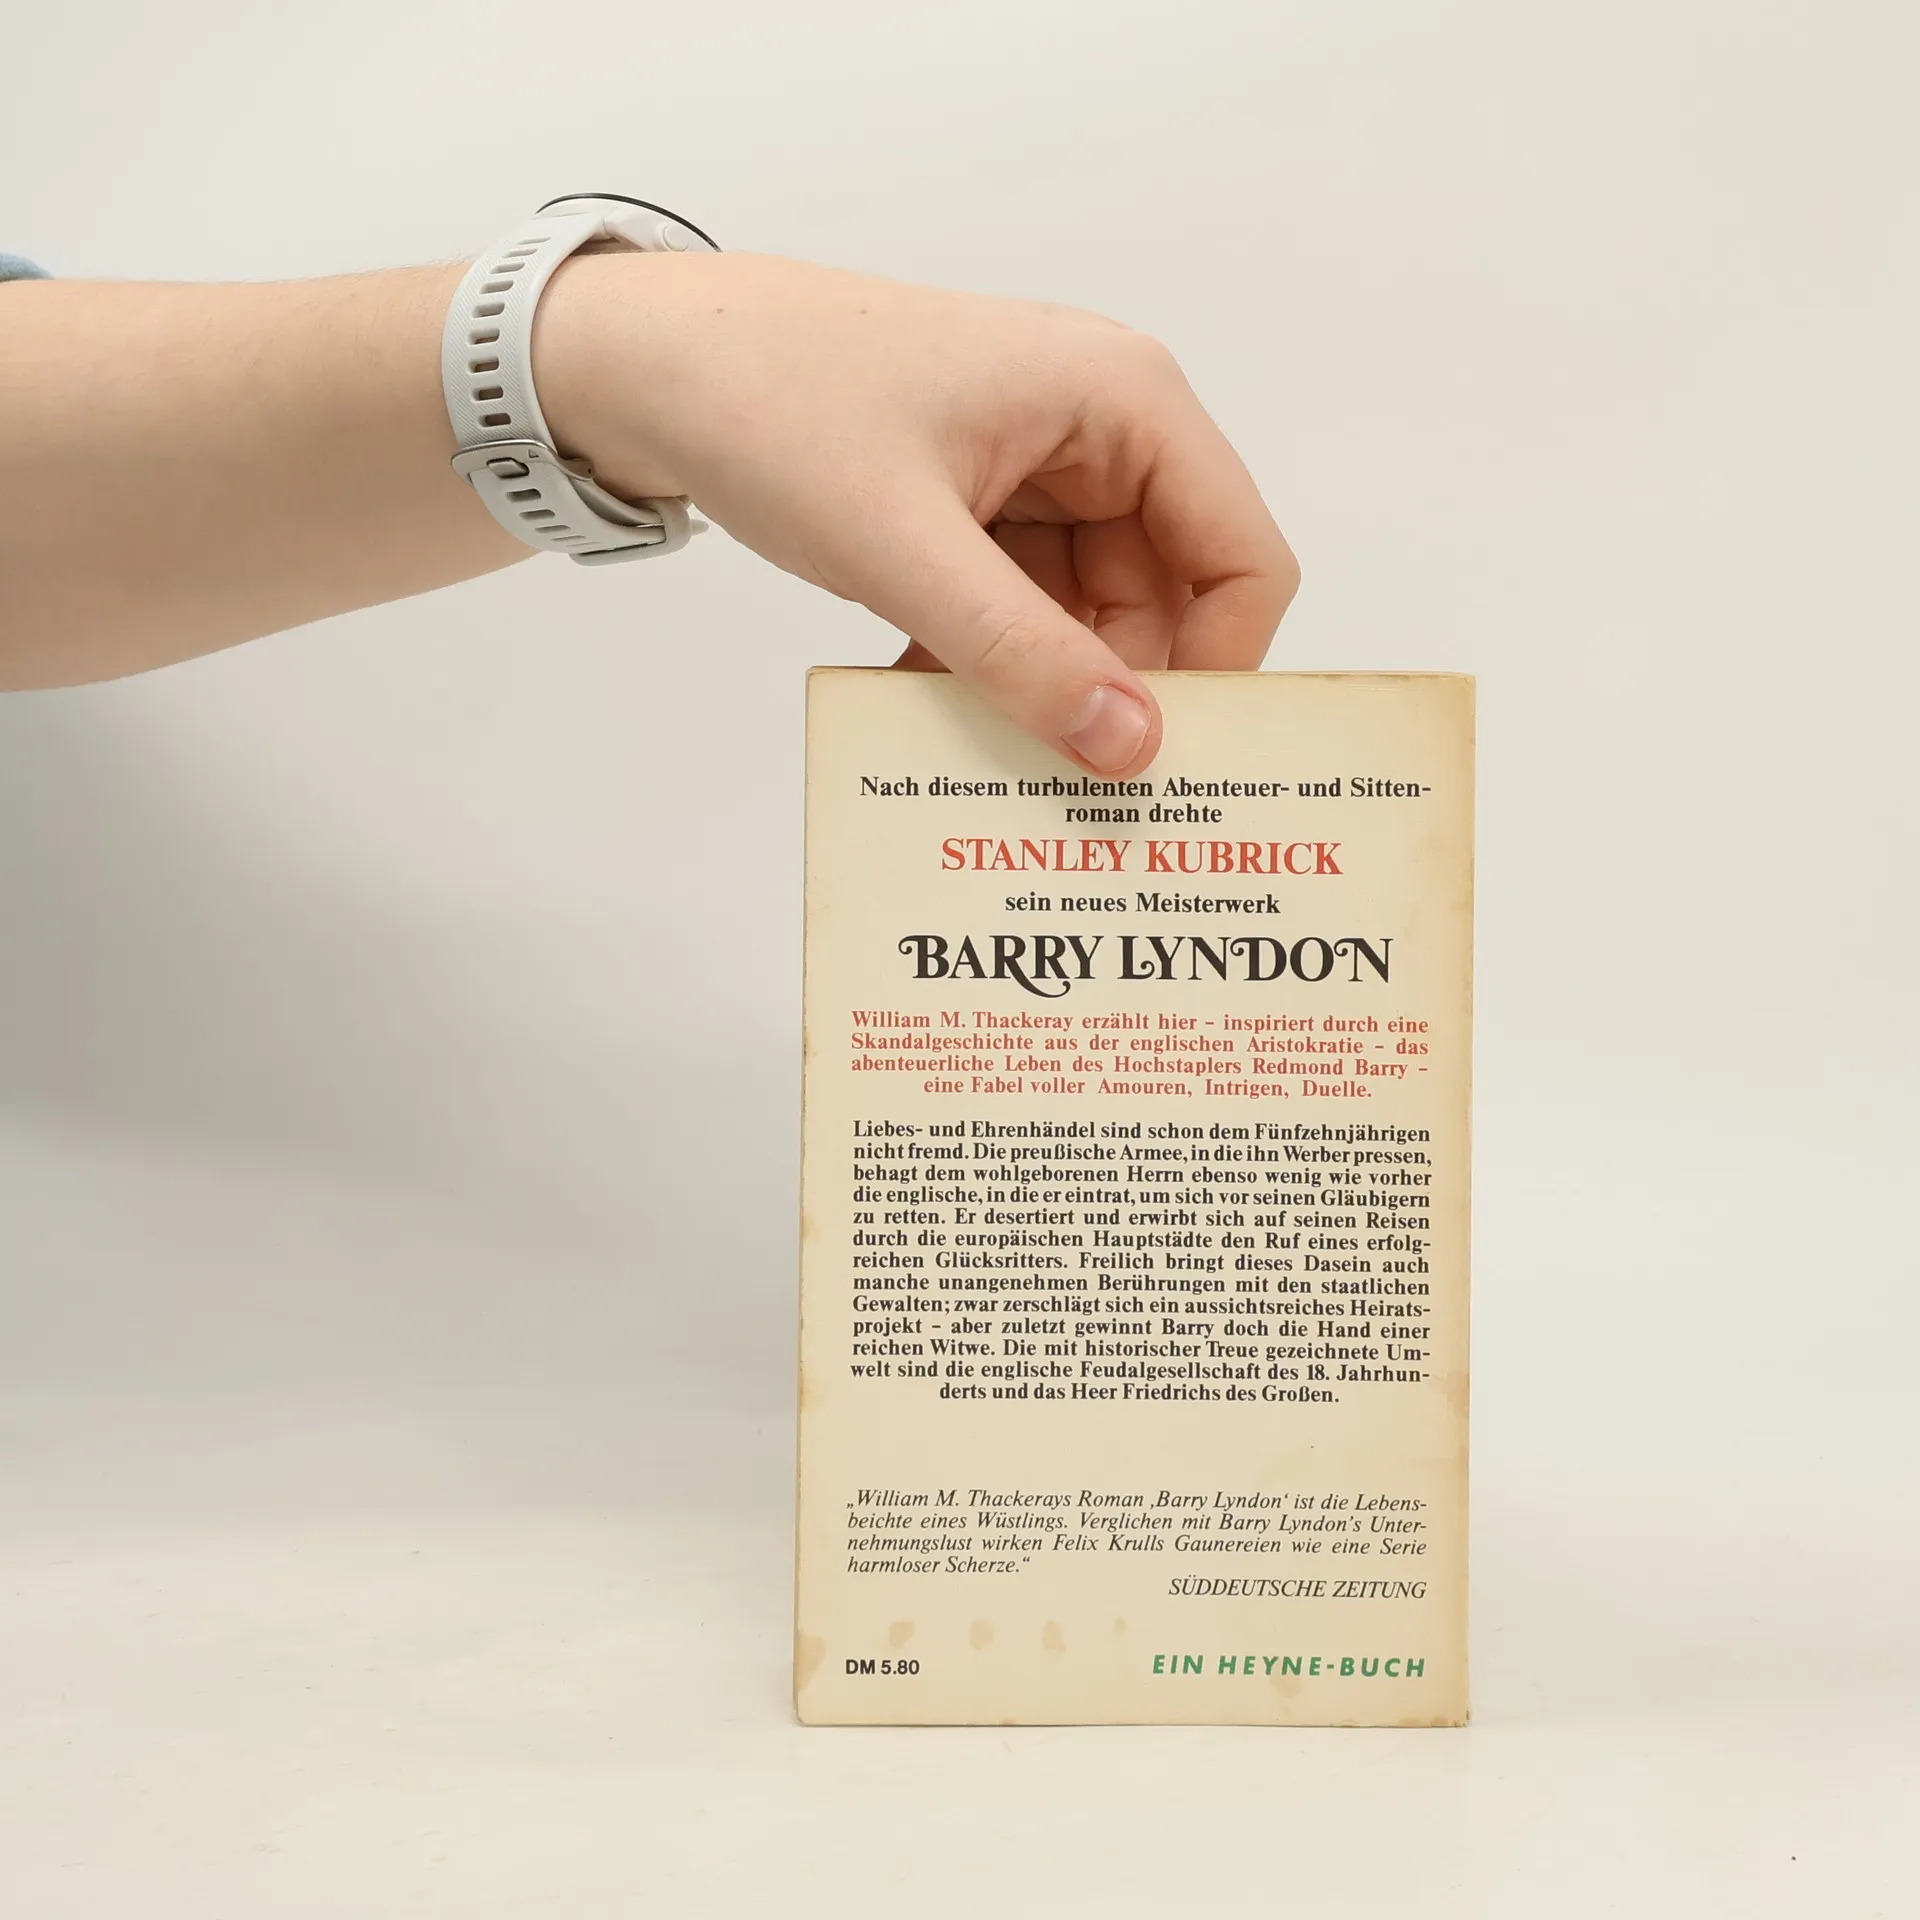 Nach diesem turbulenten Abenteuer- und Sitten-
roman drehte
STANLEY KUBRICK
sein neues Meisterwerk
BARRY LYNDON
William M. Thackeray erzählt hier – inspiriert durch eine
Skandalgeschichte aus der englischen Aristokratie – das
abenteuerliche Leben des Hochstaplers Redmond Barry –
eine Fabel voller Amouren, Intrigen, Duelle.
Liebes- und Ehrenhändel sind schon dem Fünfzehnjährigen
nicht fremd. Die preußische Armee, in die ihn Werber pressen,
behagt dem wohlgeborenen Herrn ebenso wenig wie vorher
die englische, in die er eintrat, um sich vor seinen Gläubigern
zu retten. Er desertiert und erwirbt sich auf seinen Reisen
durch die europäischen Hauptstädte den Ruf eines erfolg-
reichen Glücksritters. Freilich bringt dieses Dasein auch
manche unangenehmen Berührungen mit den staatlichen
Gewalten; zwar zerschlägt sich ein aussichtsreiches Heirats-
projekt – aber zuletzt gewinnt Barry doch die Hand einer
reichen Witwe. Die mit historischer Treue gezeichnete Um-
welt sind die englische Feudalgesellschaft des 18. Jahrhun-
derts und das Heer Friedrichs des Großen.
„William M. Thackerays Roman ‚Barry Lyndon‘ ist die Lebens-
beichte eines Wüstlings. Verglichen mit Barry Lyndon's Unter-
nehmungslust wirken Felix Krulls Gaunereien wie eine Serie
harmloser Scherze.“
SÜDDEUTSCHE ZEITUNG
DM 5.80
EIN HEYNE-BUCH